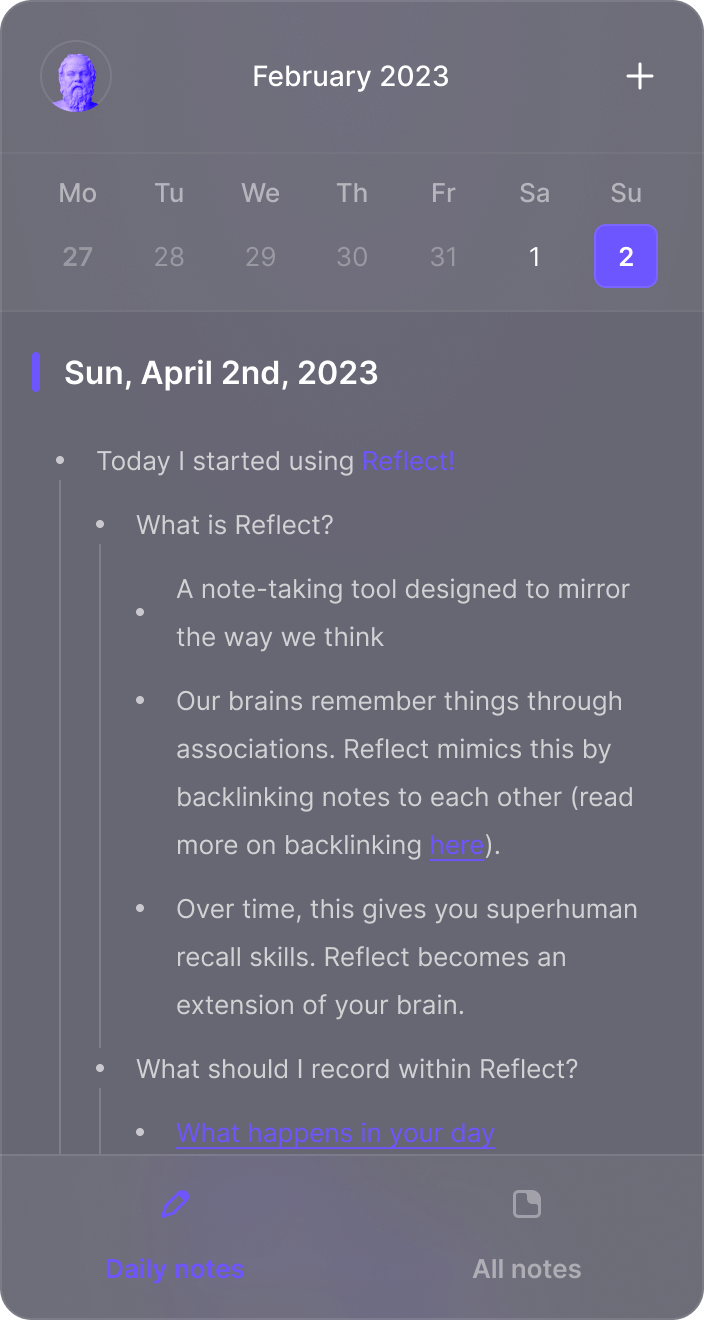 February 2023
Mo Tu We Th Fr Sa Su
27 28 29 30 31 1 2
Sun, April 2nd, 2023
• Today I started using Reflect!
• What is Reflect?
• A note-taking tool designed to mirror
the way we think
• Our brains remember things through
associations. Reflect mimics this by
backlinking notes to each other (read
more on backlinking here).
• Over time, this gives you superhuman
recall skills. Reflect becomes an
extension of your brain.
• What should I record within Reflect?
• What happens in your day
Daily notes All notes